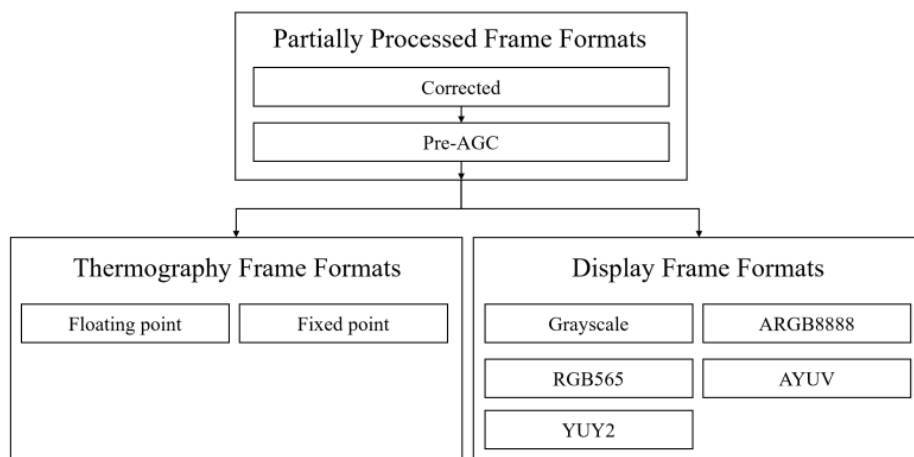 Partially Processed Frame Formats
Corrected
Pre-AGC
Thermography Frame Formats
Floating point
Fixed point
Display Frame Formats
Grayscale
ARGB8888
RGB565
AYUV
YUY2